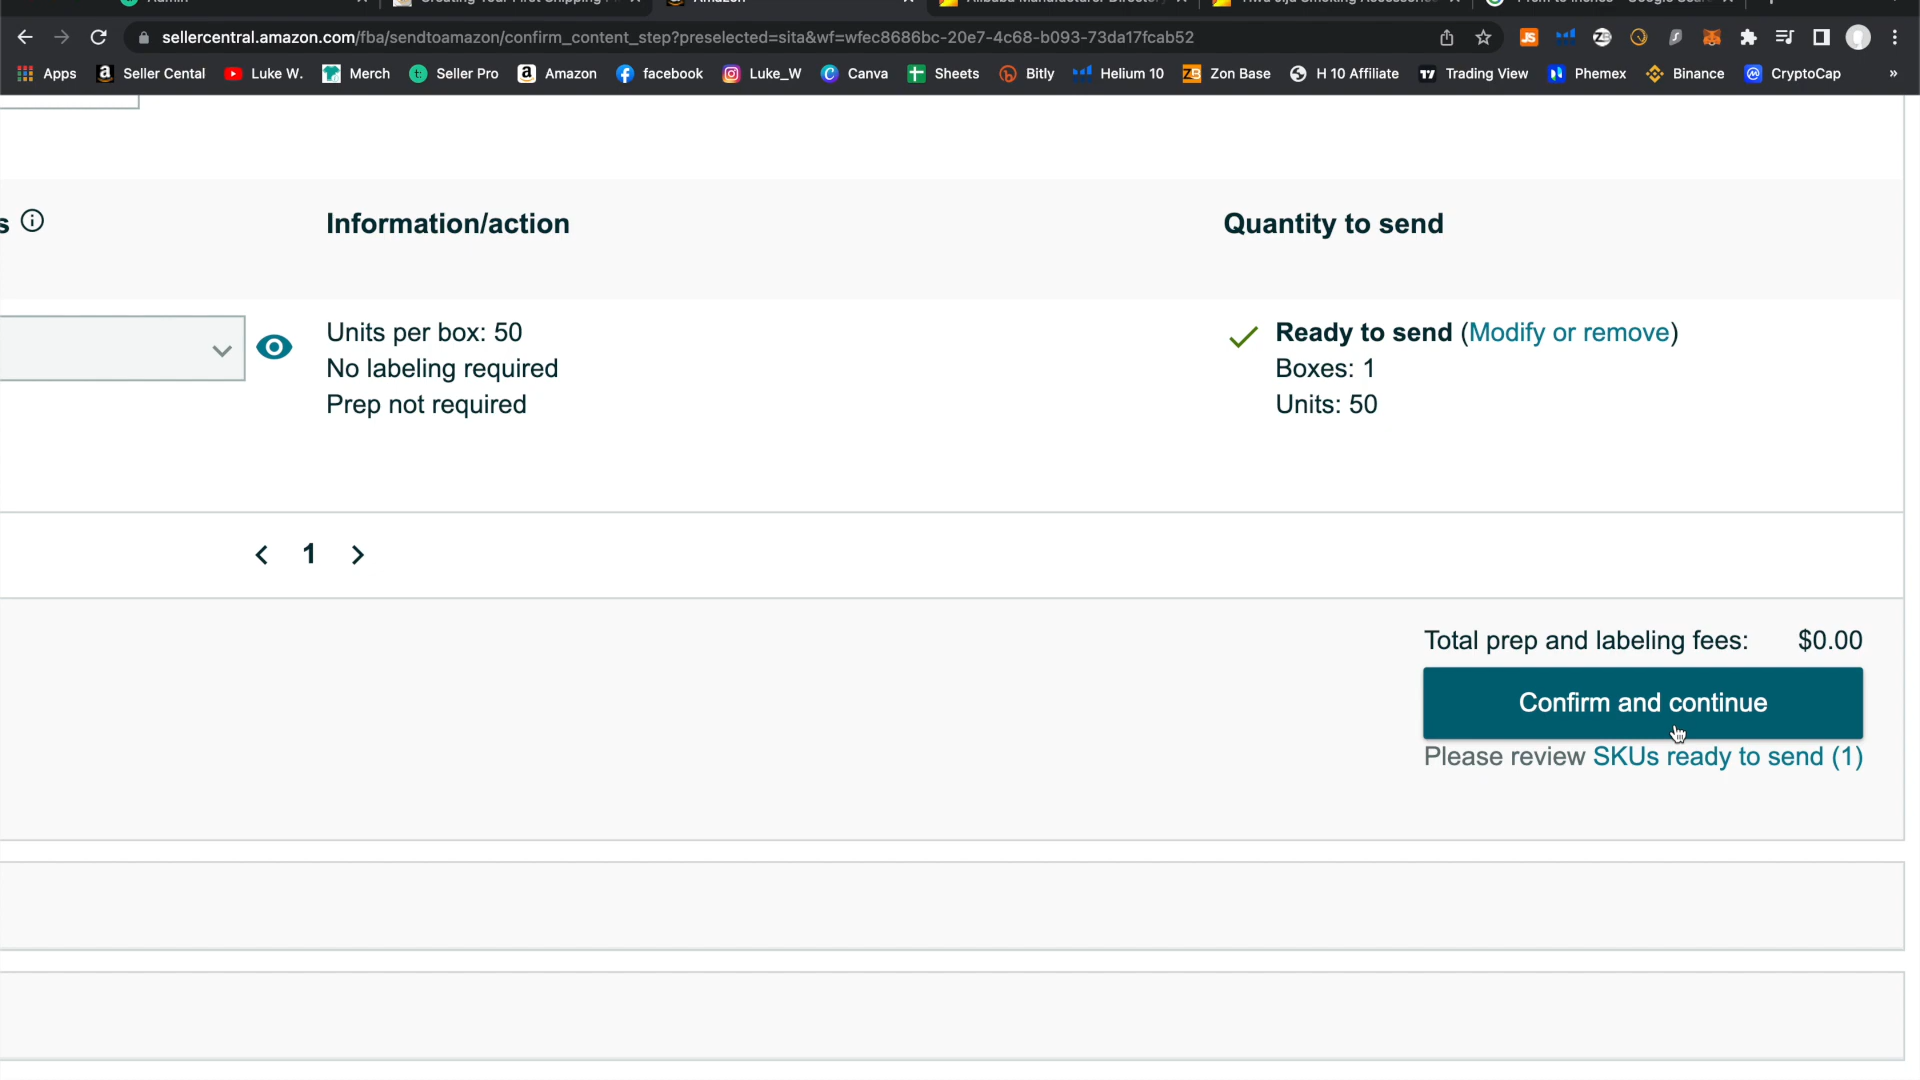 sellercentral.amazon.com/fba/sendtoamazon/confirm_content_step?preselected=sita&wf=wfec8686bc-20e7-4c68-b093-73da17fcab52
Apps Seller Cental Luke W. Merch Seller Pro Amazon facebook Luke_W Canva Sheets Bitly Helium 10 Zon Base H 10 Affiliate Trading View Phemex Binance CryptoCap »
s Information/action Quantity to send
Units per box: 50
No labeling required
Prep not required
Ready to send (Modify or remove)
Boxes: 1
Units: 50
1
Total prep and labeling fees: $0.00
Confirm and continue
Please review SKUs ready to send (1)